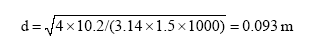 d = √4×10.2/(3.14×1.5×1000) = 0.093 m